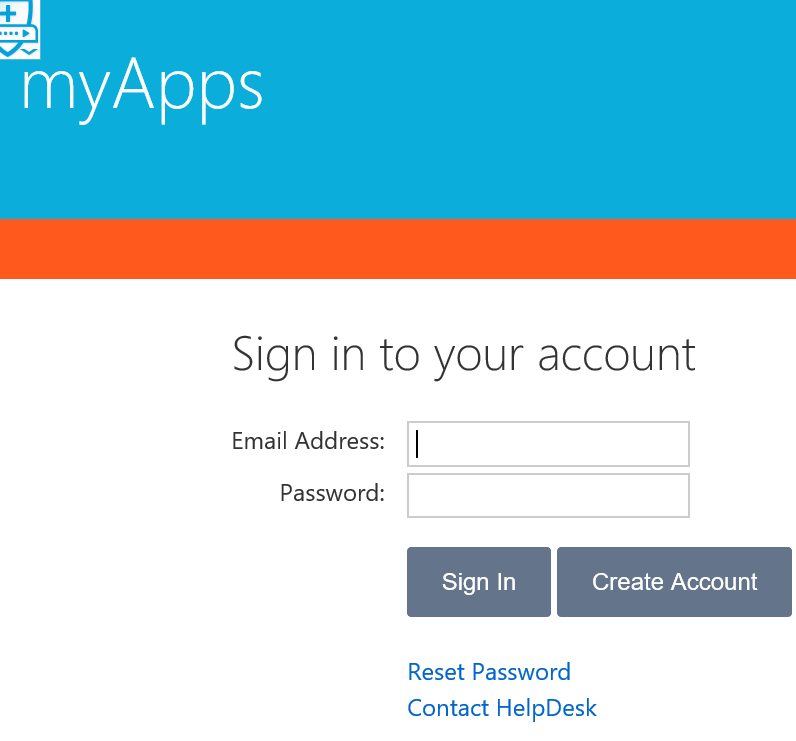 myApps
Sign in to your account
Email Address:
Password:
Sign In Create Account
Reset Password
Contact HelpDesk